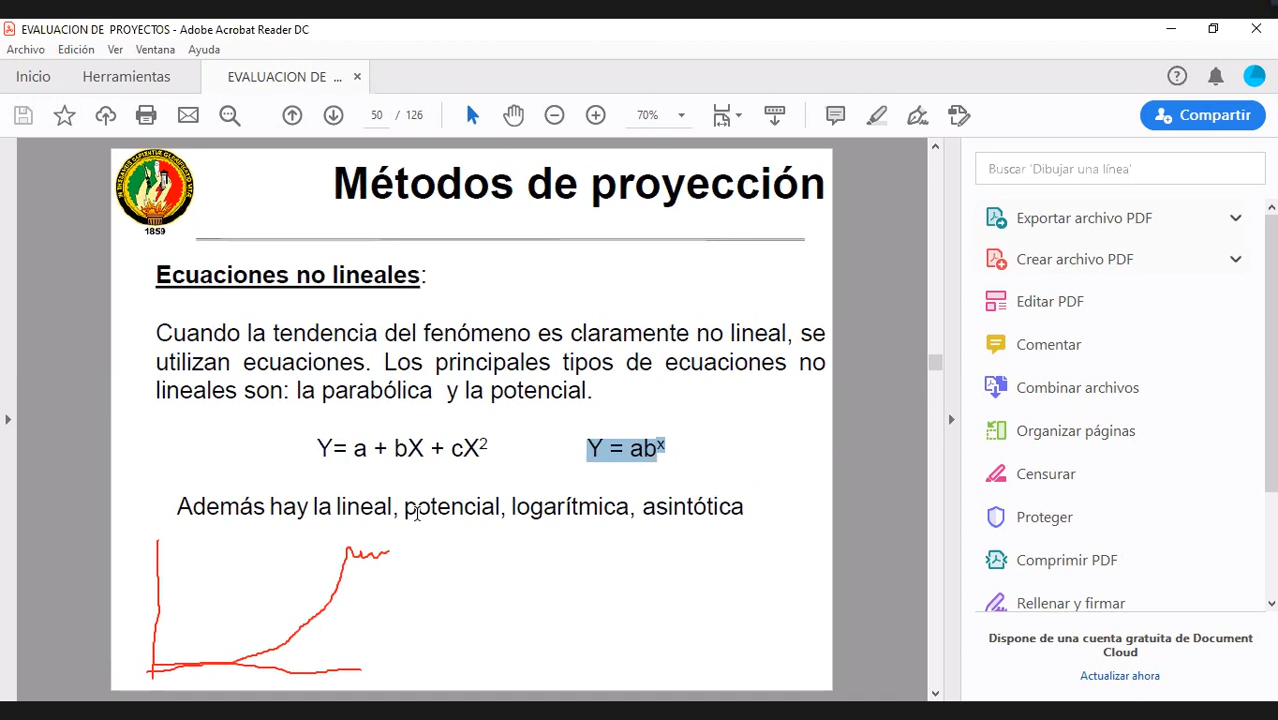 EVALUACION DE PROYECTOS - Adobe Acrobat Reader DC
Archivo Edición Ver Ventana Ayuda
Inicio Herramientas EVALUACION DE ... ×
50 / 126 70% Compartir
Métodos de proyección
1859
Ecuaciones no lineales:
Cuando la tendencia del fenómeno es claramente no lineal, se
utilizan ecuaciones. Los principales tipos de ecuaciones no
lineales son: la parabólica y la potencial.
Y= a + bX + cX² Y = abˣ
Además hay la lineal, potencial, logarítmica, asintótica
Buscar 'Dibujar una línea'
Exportar archivo PDF
Crear archivo PDF
Editar PDF
Comentar
Combinar archivos
Organizar páginas
Censurar
Proteger
Comprimir PDF
Rellenar y firmar
Dispone de una cuenta gratuita de Document
Cloud
Actualizar ahora